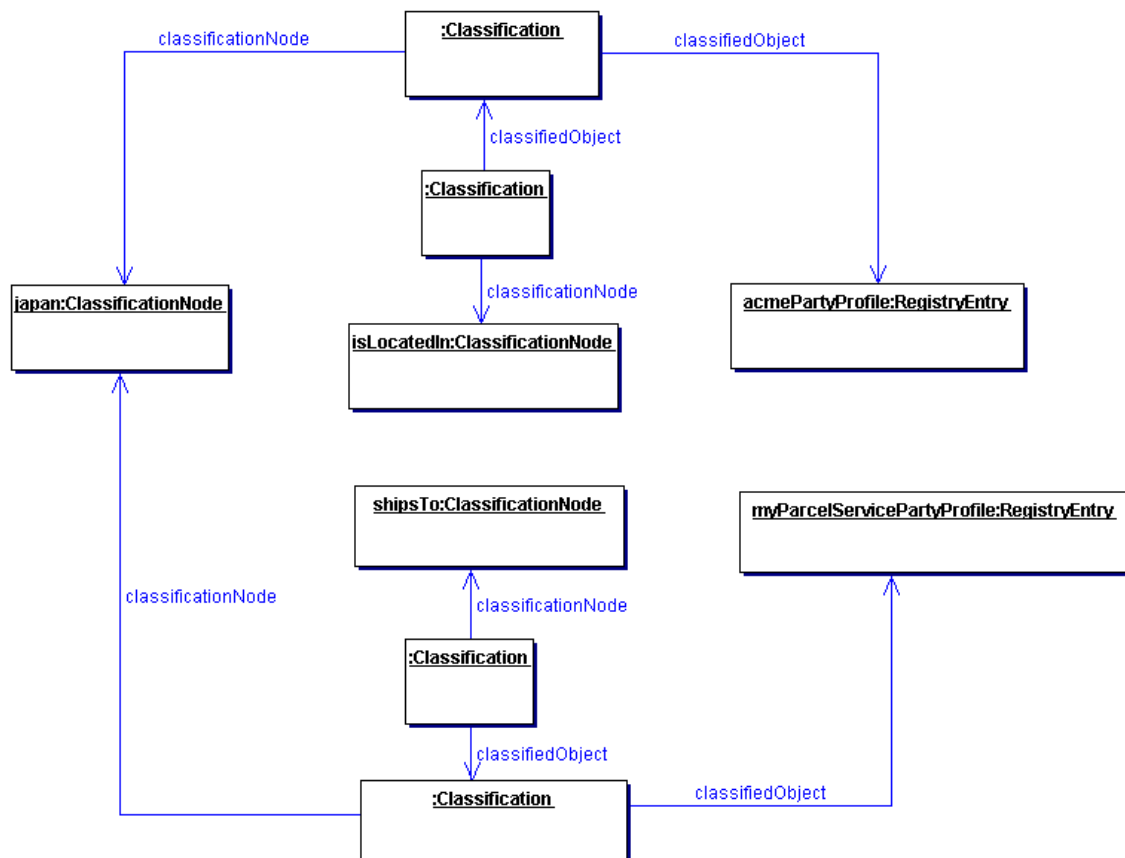 :Classification
classificationNode
classifiedObject
classifiedObject
:Classification
classificationNode
japan:ClassificationNode
acmePartyProfile:RegistryEntry
isLocatedIn:ClassificationNode
shipsTo:ClassificationNode
myParcelServicePartyProfile:RegistryEntry
classificationNode
classificationNode
:Classification
classifiedObject
classifiedObject
:Classification